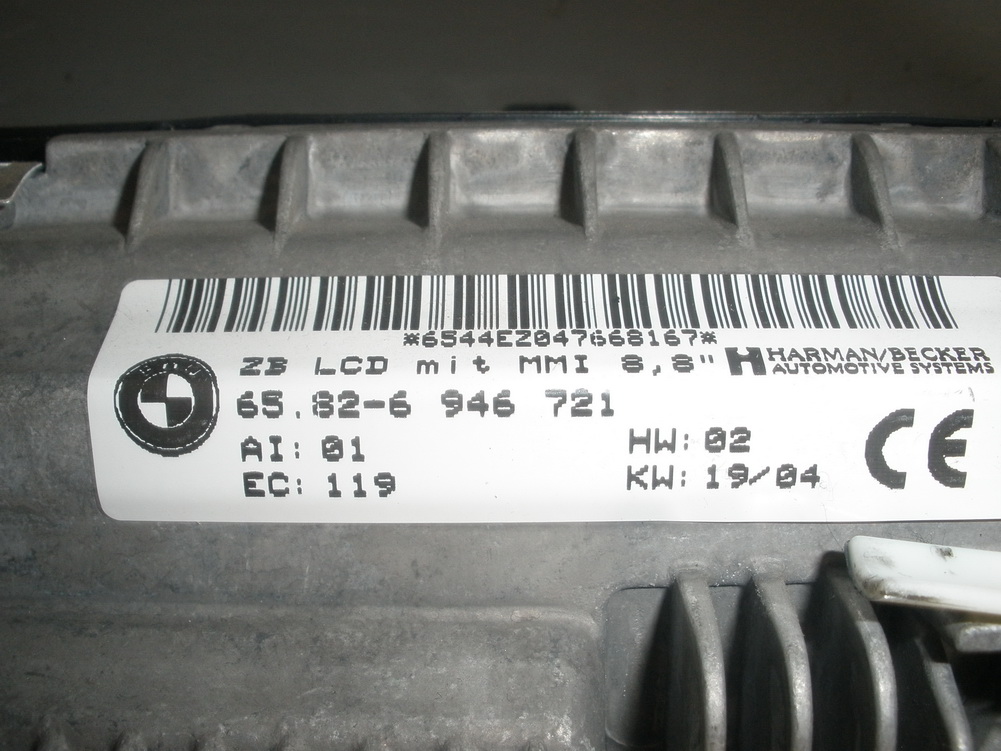 *6544EZ047668167*
ZB LCD mit MMI 8,8" HARMAN/BECKER
AUTOMOTIVE SYSTEMS
BMW
65.82-6 946 721
AI: 01 HW: 02
EC: 119 KW: 19/04
CE